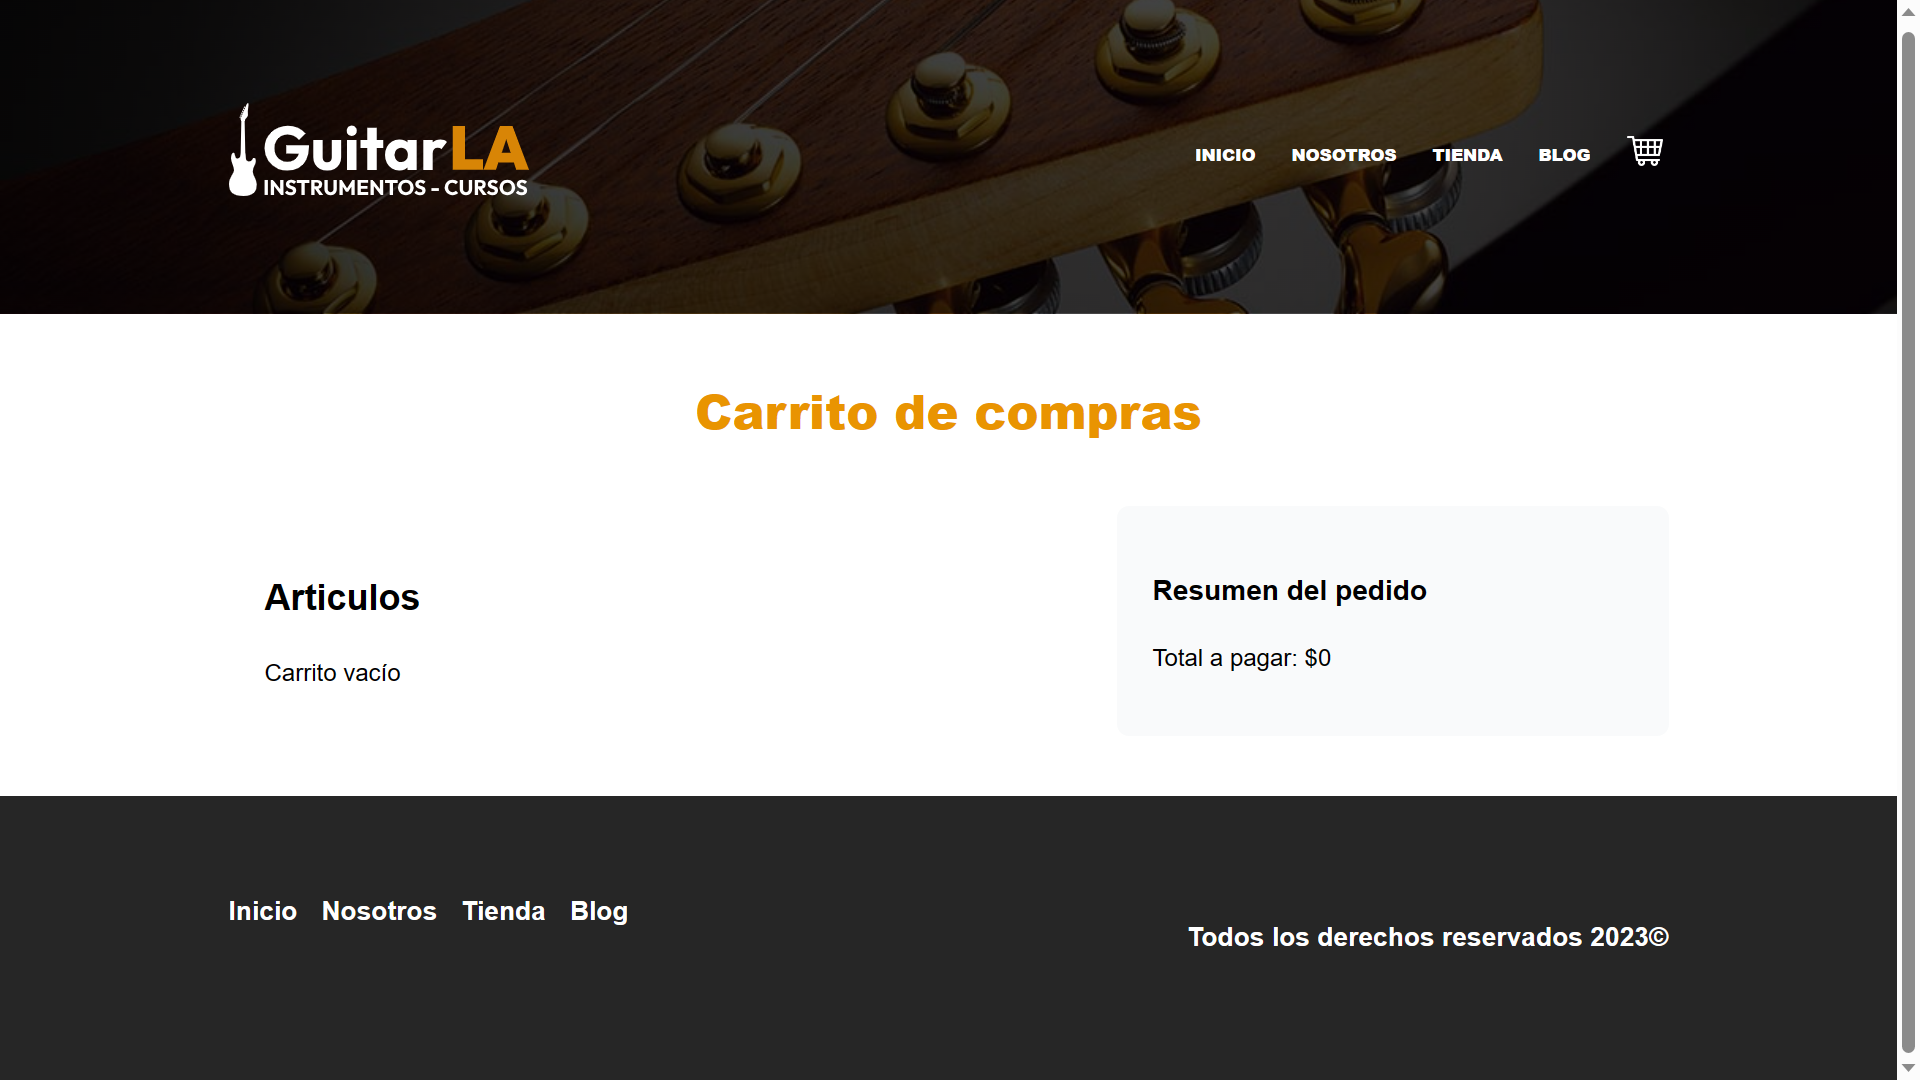 GuitarLA
INSTRUMENTOS - CURSOS
INICIO NOSOTROS TIENDA BLOG
Carrito de compras
Articulos
Carrito vacío
Resumen del pedido
Total a pagar: $0
Inicio Nosotros Tienda Blog
Todos los derechos reservados 2023©